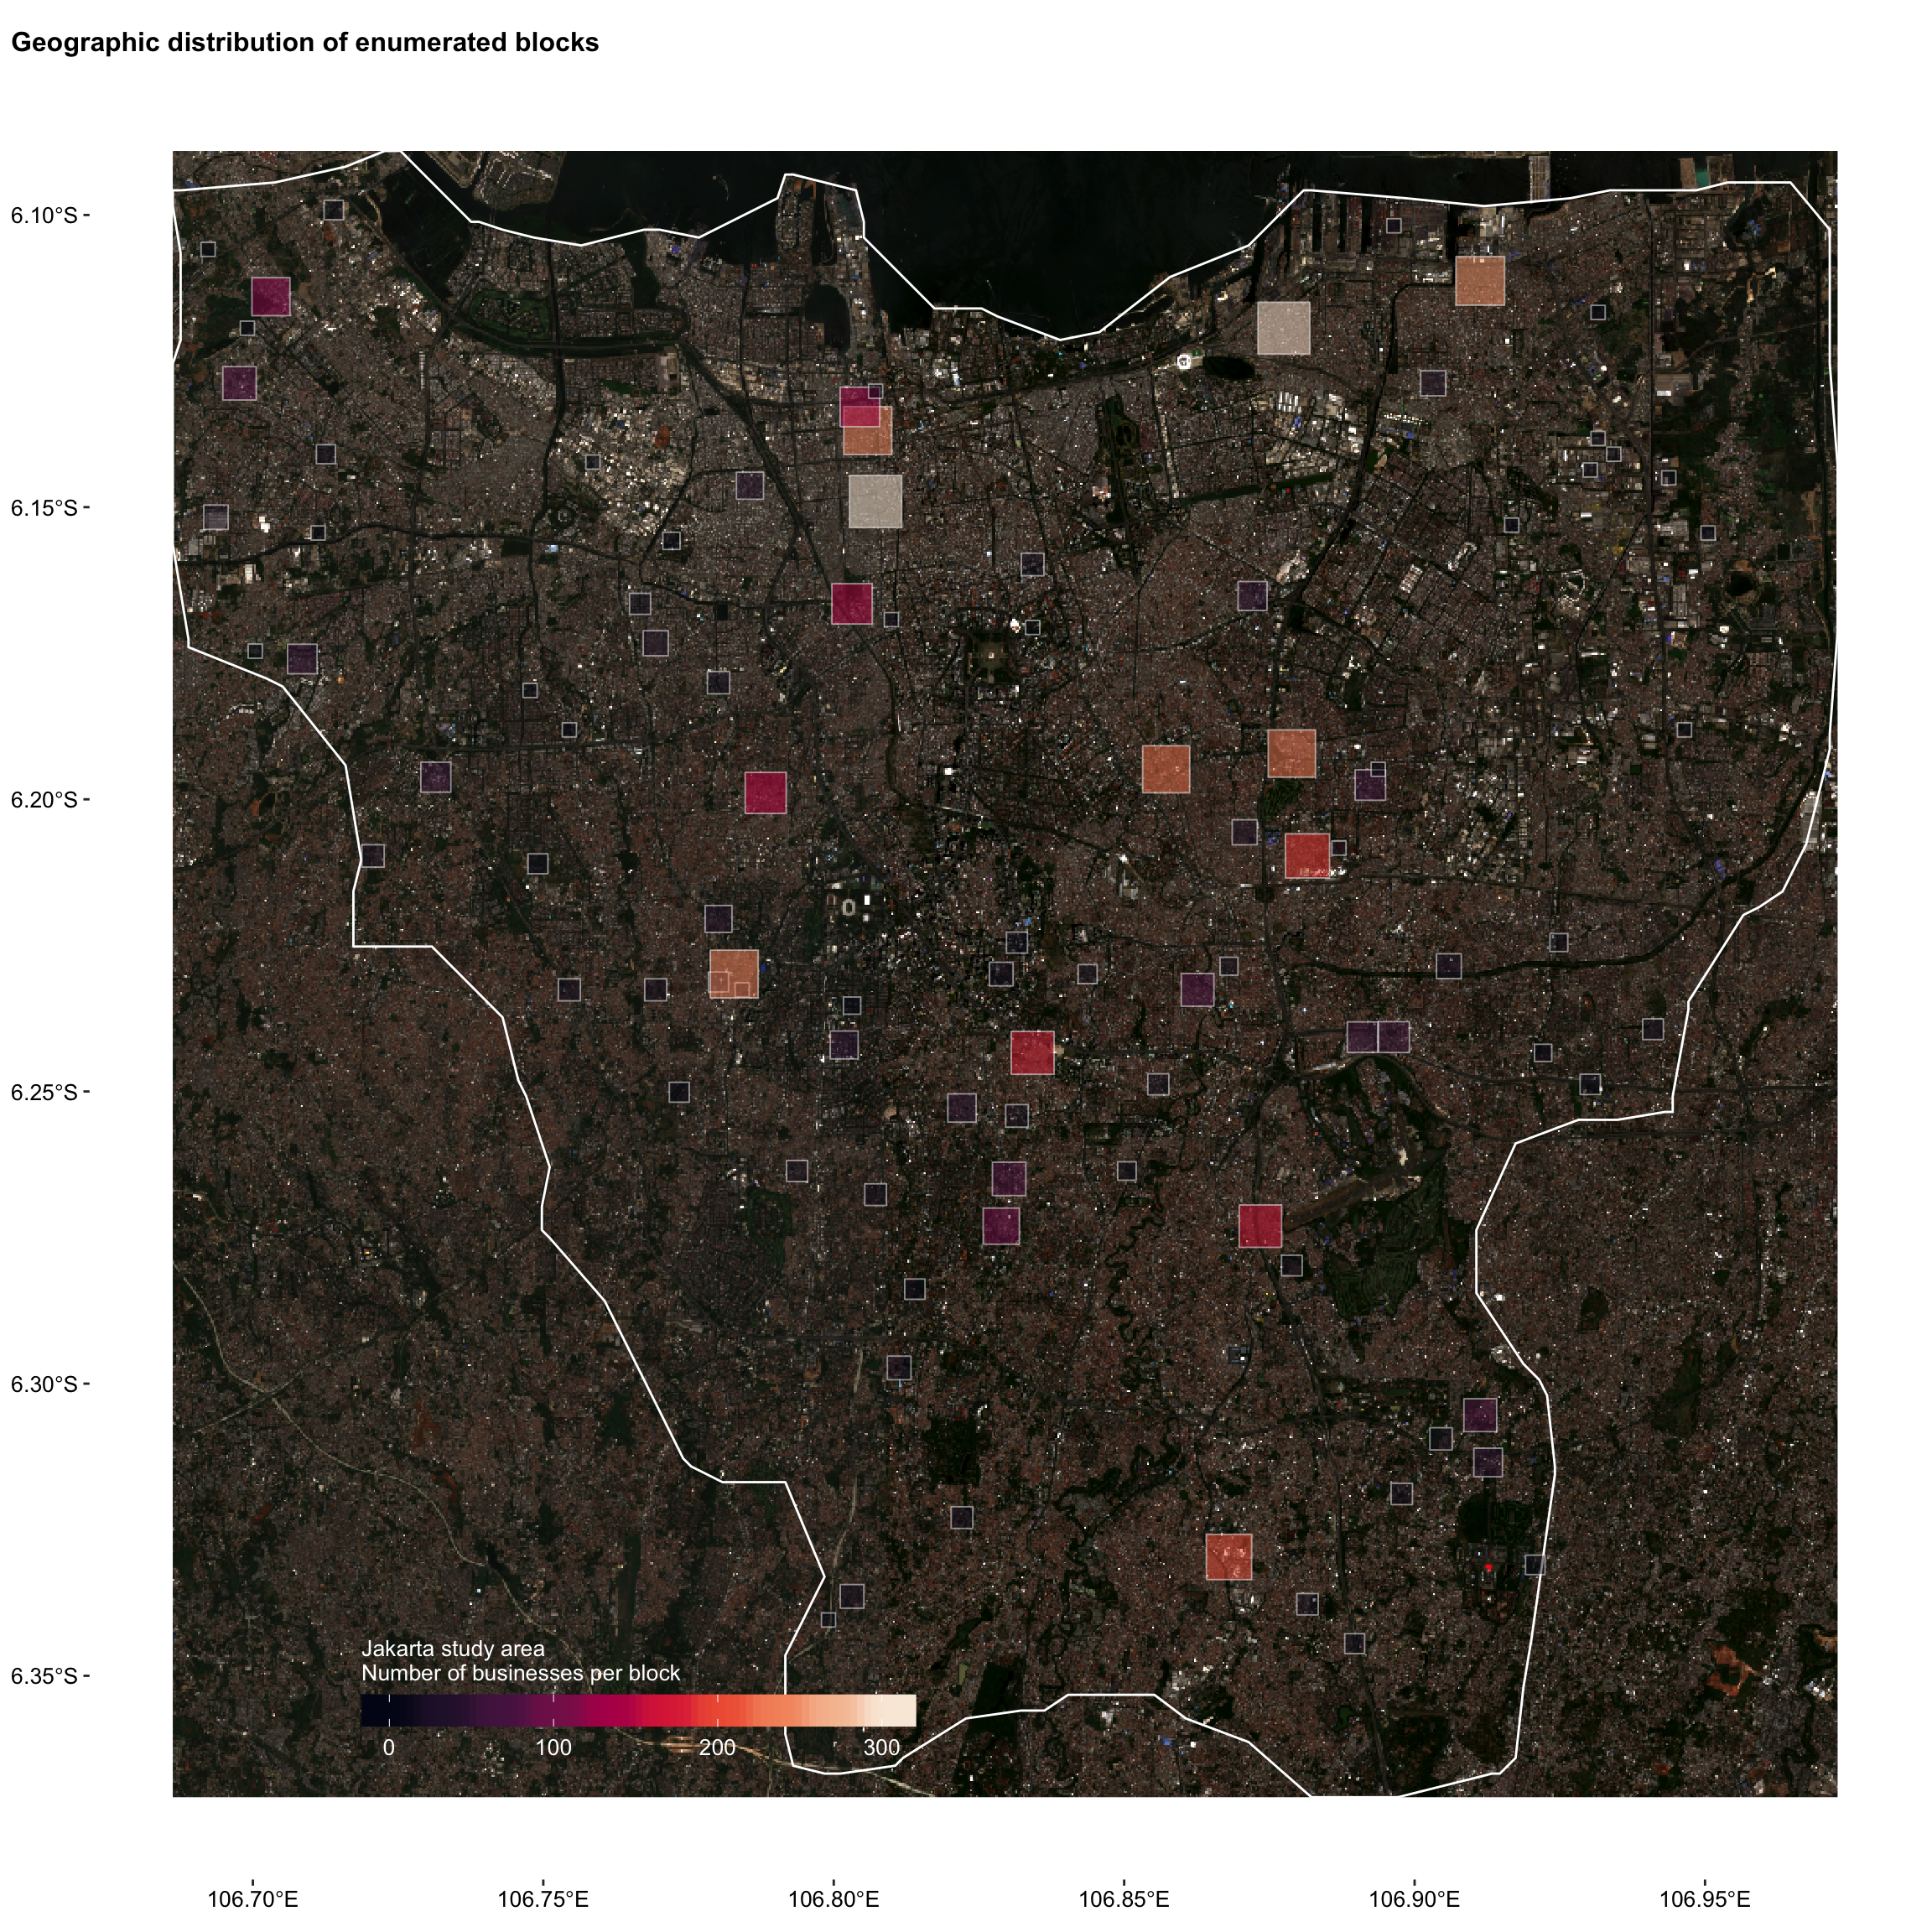 Geographic distribution of enumerated blocks
6.10°S
6.15°S
6.20°S
6.25°S
6.30°S
6.35°S
Jakarta study area
Number of businesses per block
0 100 200 300
106.70°E 106.75°E 106.80°E 106.85°E 106.90°E 106.95°E